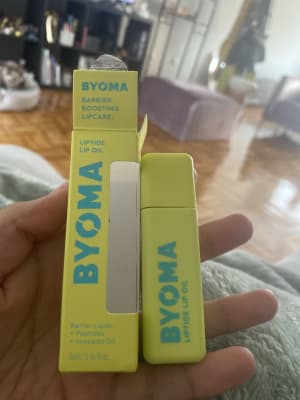 BYOMA
BARRIER
BOOSTING
LIPCARE.
LIPTIDE
LIP OIL
BYOMA
Barrier Lipids
+ Peptides
+ Avocado Oil
BYOMA
LIPTIDE LIP OIL